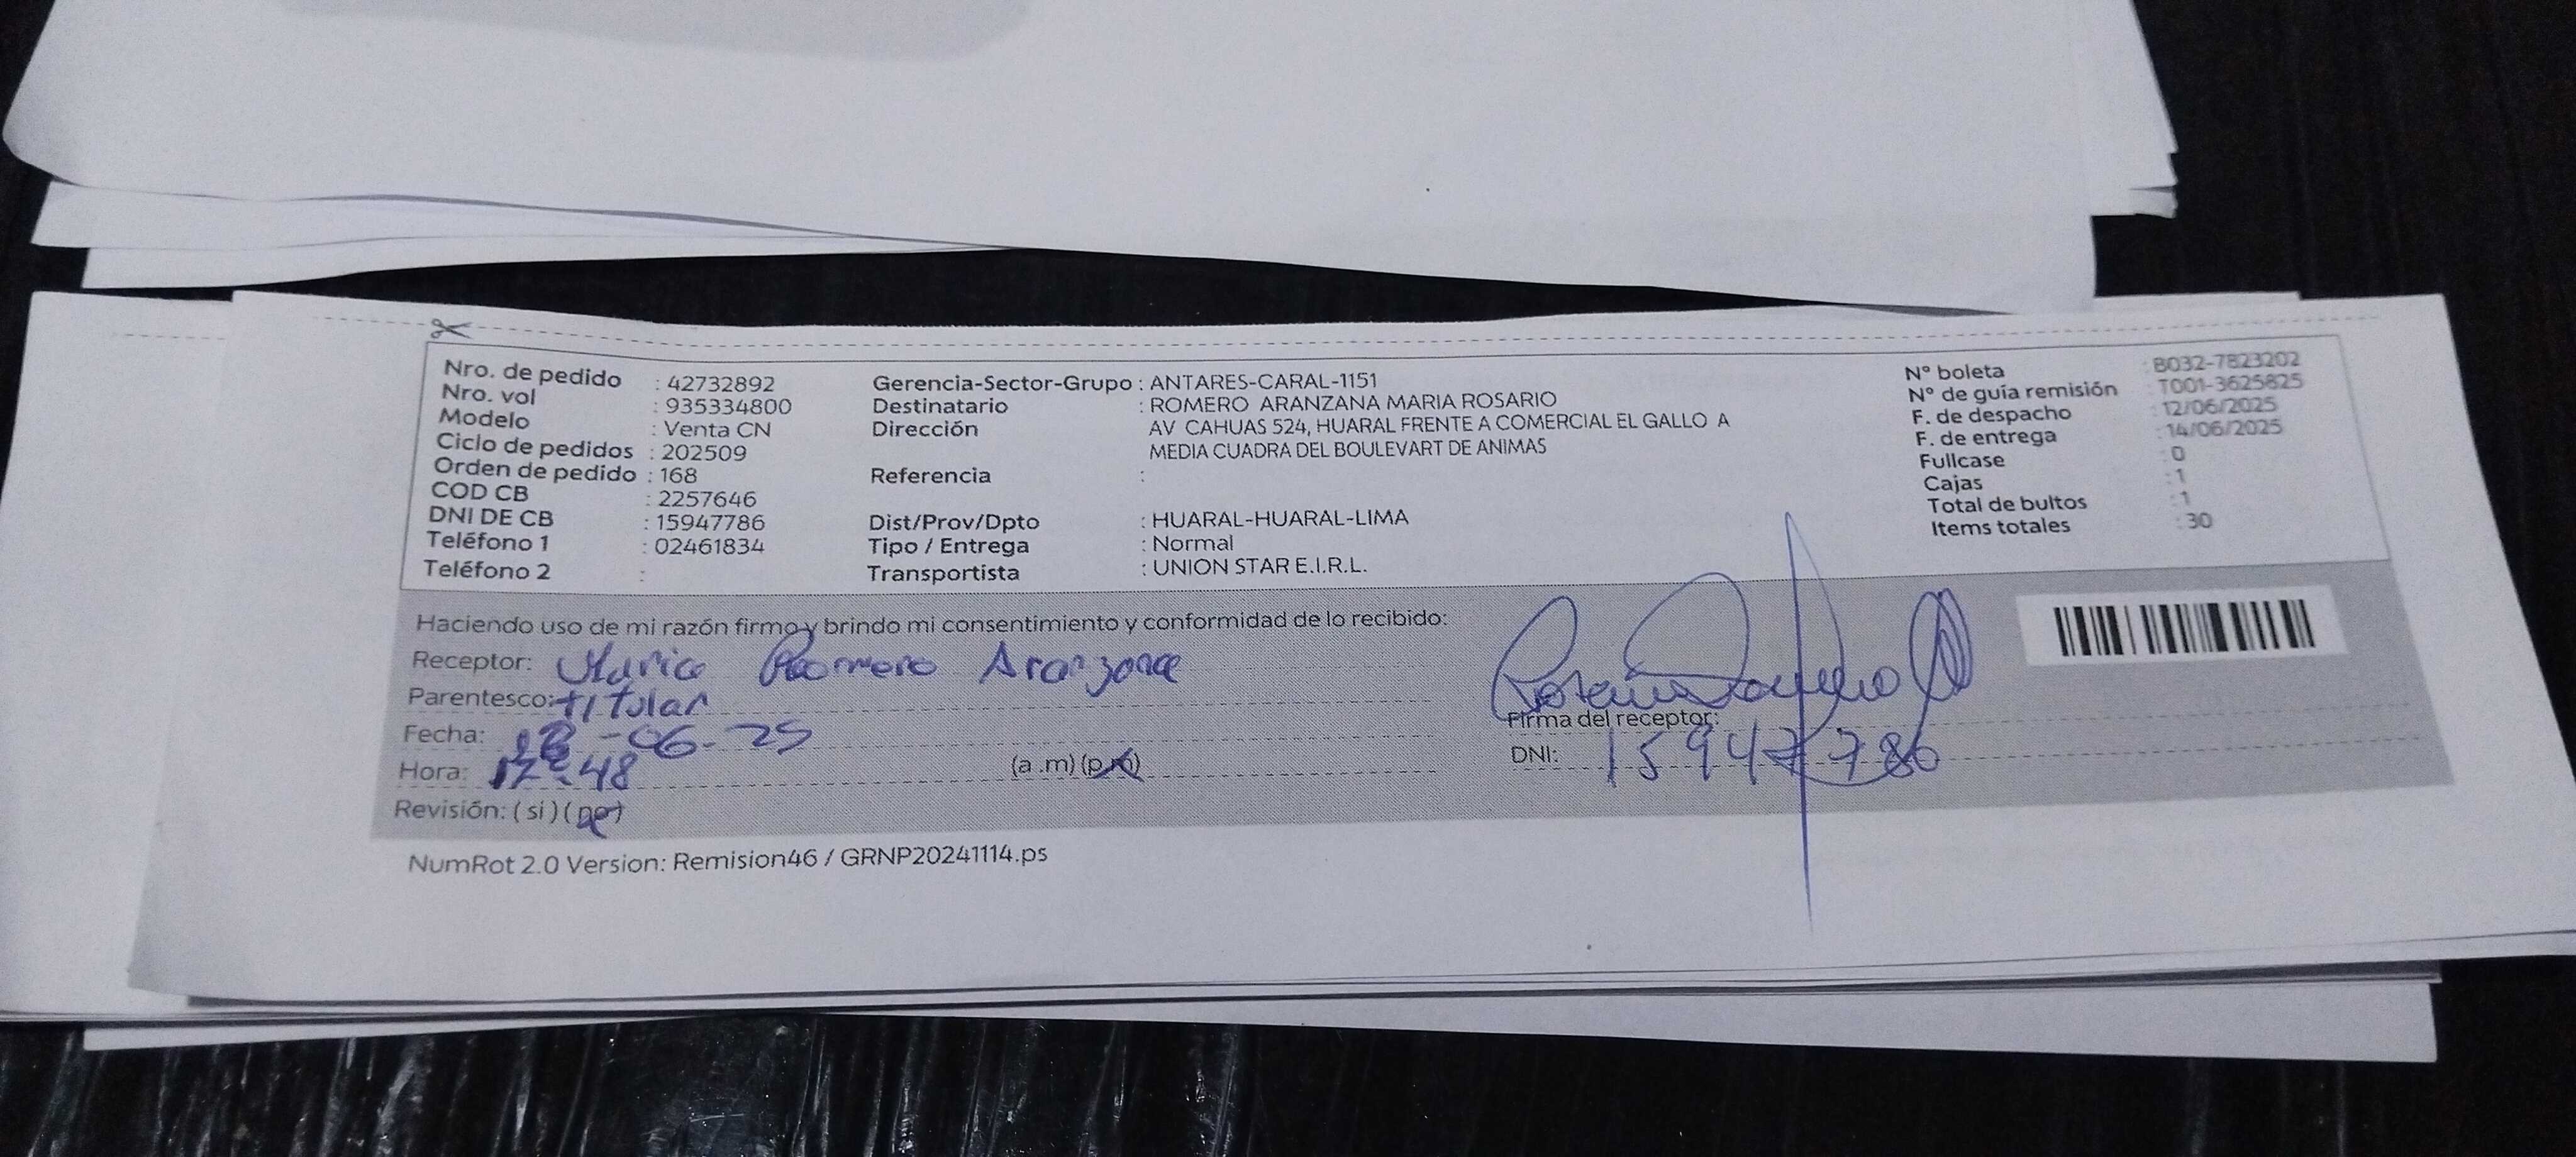 Nro. de pedido : 42732892
Nro. vol : 935334800
Modelo : Venta CN
Ciclo de pedidos : 202509
Orden de pedido : 168
COD CB : 2257646
DNI DE CB : 15947786
Teléfono 1 : 02461834
Teléfono 2 :
Gerencia-Sector-Grupo : ANTARES-CARAL-1151
Destinatario : ROMERO ARANZANA MARIA ROSARIO
Dirección AV CAHUAS 524, HUARAL FRENTE A COMERCIAL EL GALLO A
MEDIA CUADRA DEL BOULEVART DE ANIMAS
Referencia :
Dist/Prov/Dpto : HUARAL-HUARAL-LIMA
Tipo / Entrega : Normal
Transportista : UNION STAR E.I.R.L.
N° boleta : B032-7823202
N° de guía remisión : T001-3625825
F. de despacho : 12/06/2025
F. de entrega : 14/06/2025
Fullcase : 0
Cajas : 1
Total de bultos : 1
Items totales : 30
Haciendo uso de mi razón firmo y brindo mi consentimiento y conformidad de lo recibido:
Receptor: Maria Romero Aranzana
Parentesco: titular
Fecha: -06-25
Hora: 12:48 (a.m) (p.m)
Revisión: (si) (no)
Firma del receptor:
DNI: 15947786
NumRot 2.0 Version: Remision46 / GRNP20241114.ps